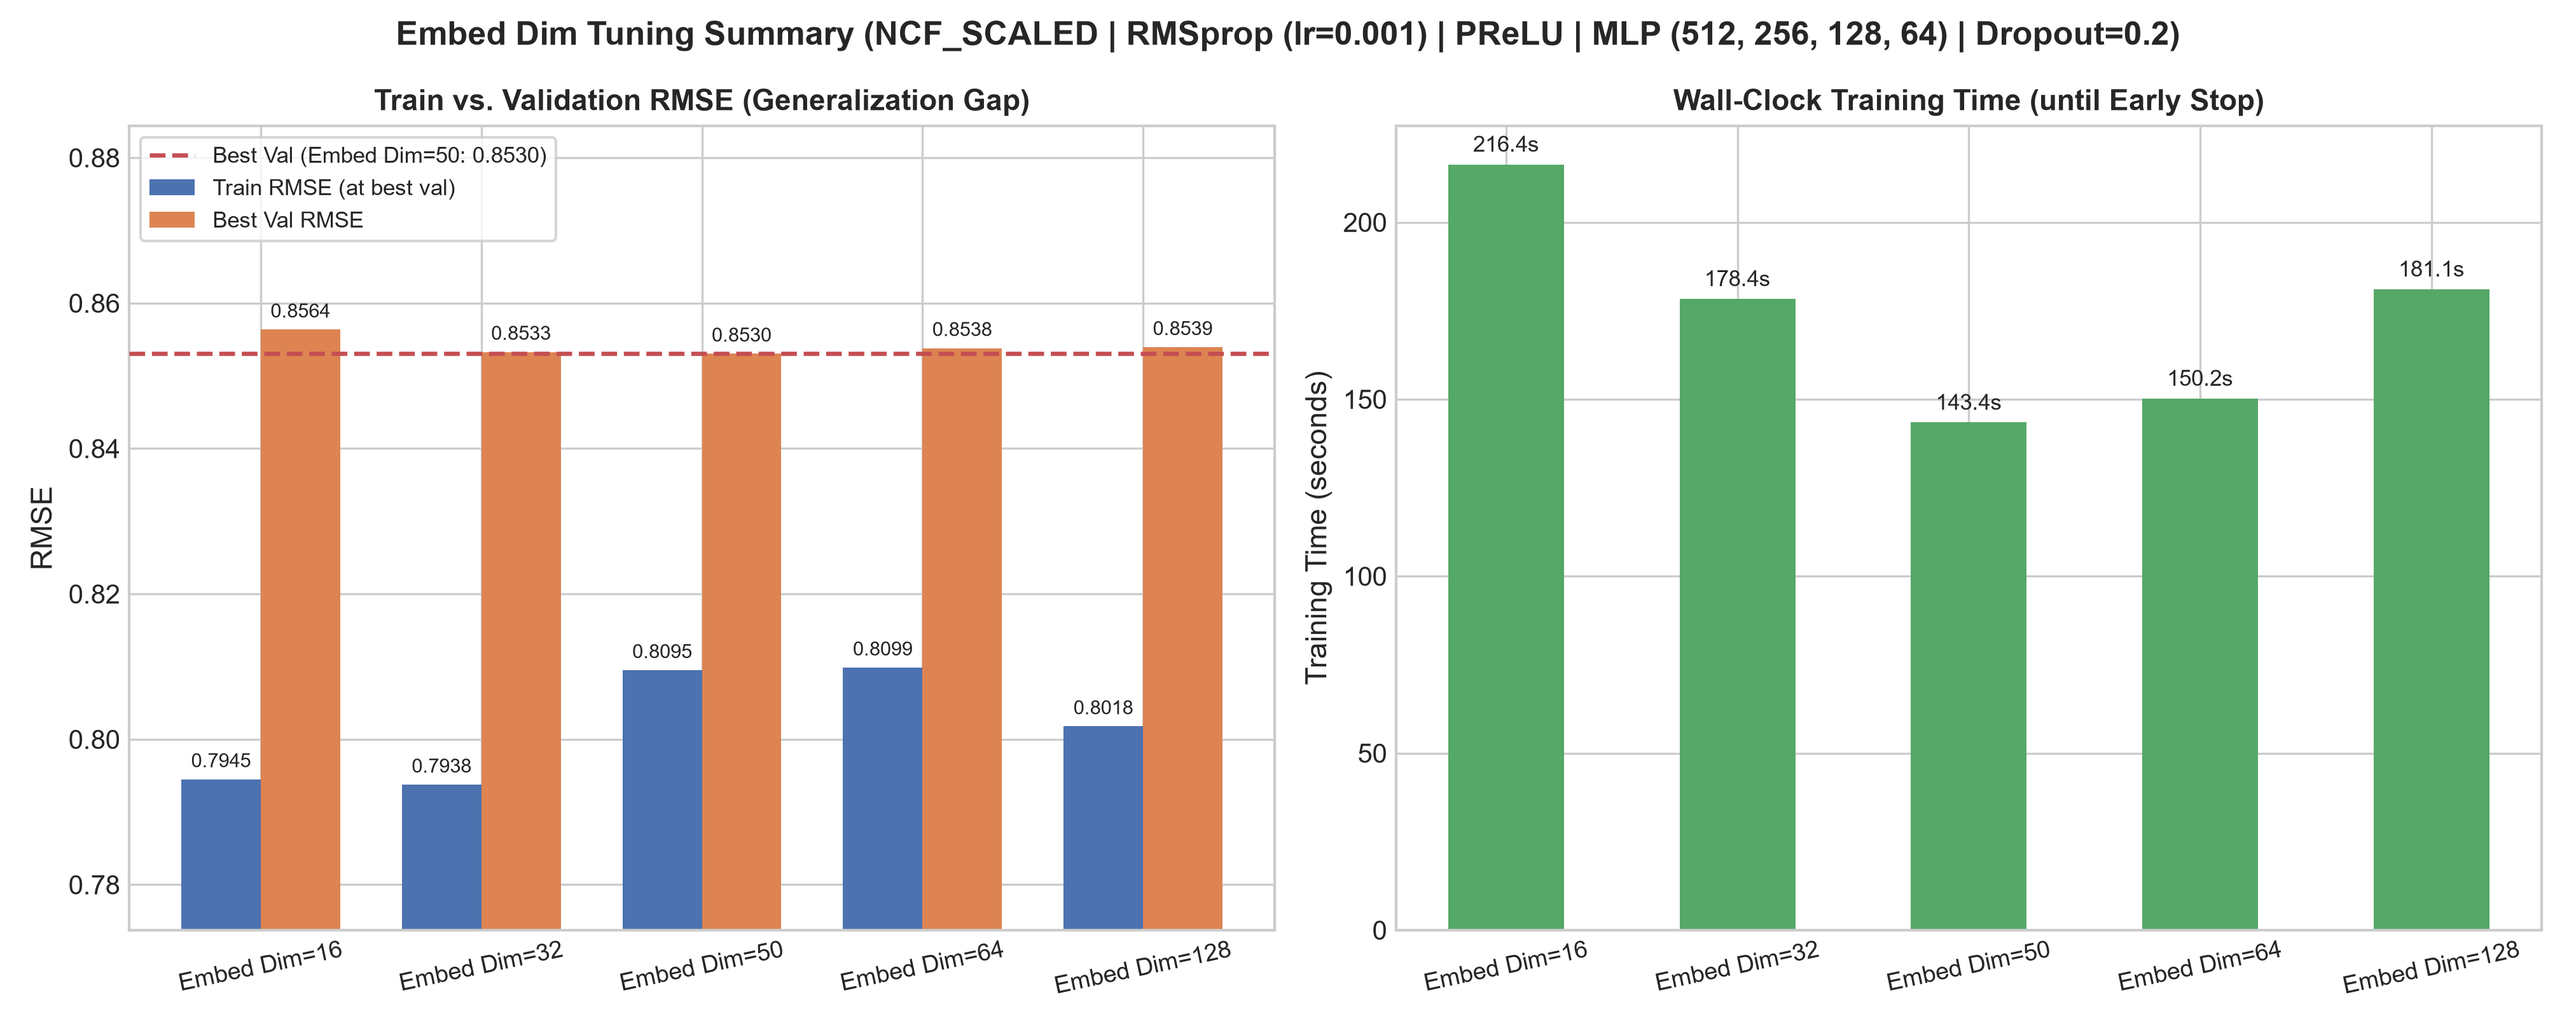 Embed Dim Tuning Summary (NCF_SCALED | RMSprop (lr=0.001) | PReLU | MLP (512, 256, 128, 64) | Dropout=0.2)
Train vs. Validation RMSE (Generalization Gap)
Best Val (Embed Dim=50: 0.8530)
Train RMSE (at best val)
Best Val RMSE
RMSE
0.88
0.86
0.84
0.82
0.80
0.78
0.7945
0.8564
0.7938
0.8533
0.8095
0.8530
0.8099
0.8538
0.8018
0.8539
Embed Dim=16
Embed Dim=32
Embed Dim=50
Embed Dim=64
Embed Dim=128
Wall-Clock Training Time (until Early Stop)
Training Time (seconds)
200
150
100
50
0
216.4s
178.4s
143.4s
150.2s
181.1s
Embed Dim=16
Embed Dim=32
Embed Dim=50
Embed Dim=64
Embed Dim=128